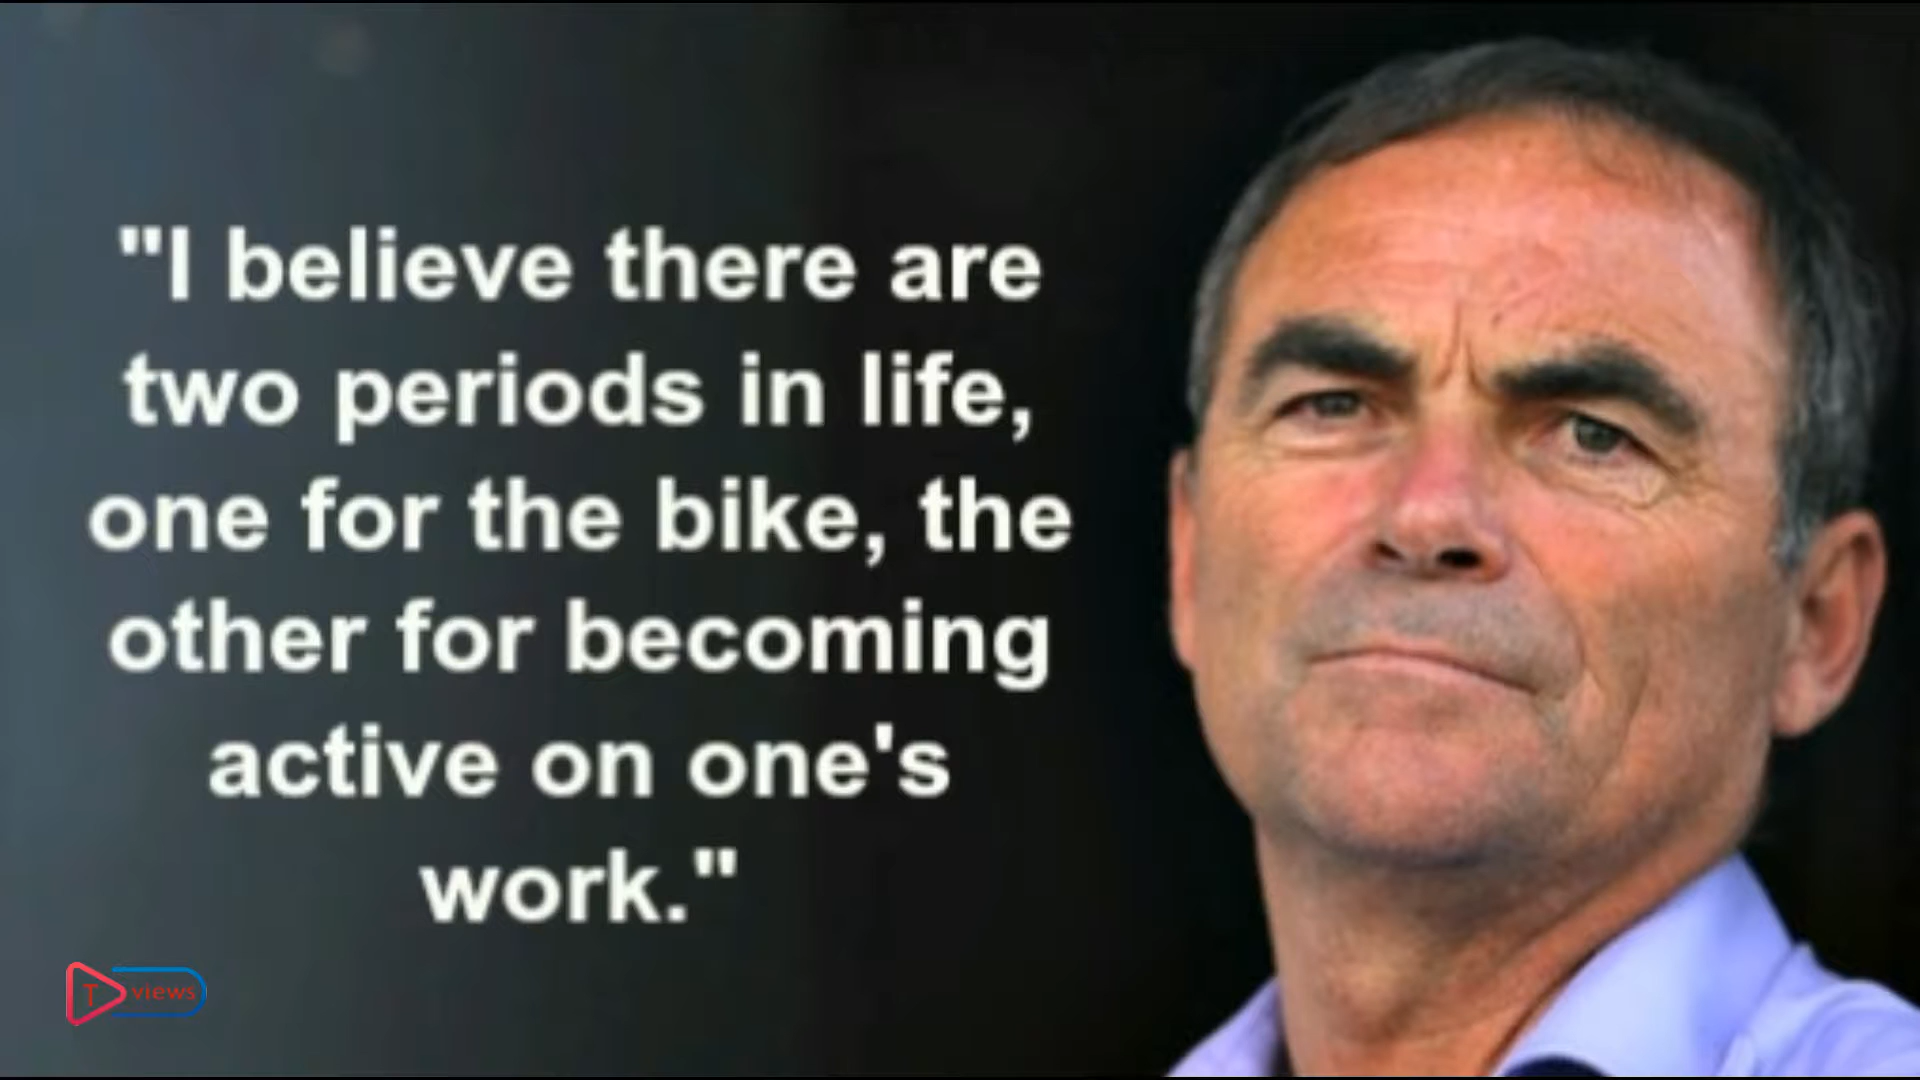 "I believe there are
two periods in life,
one for the bike, the
other for becoming
active on one's
work."
T views